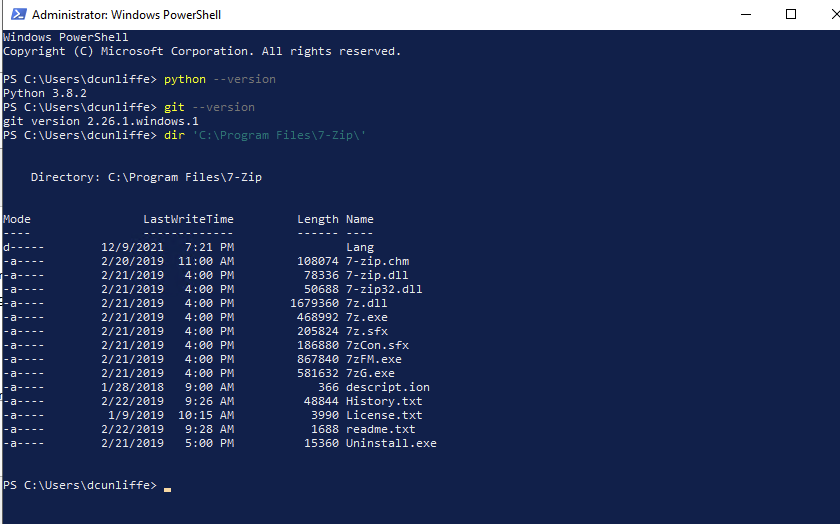 Administrator: Windows PowerShell
Windows PowerShell
Copyright (C) Microsoft Corporation. All rights reserved.
PS C:\Users\dcunliffe> python --version
Python 3.8.2
PS C:\Users\dcunliffe> git --version
git version 2.26.1.windows.1
PS C:\Users\dcunliffe> dir 'C:\Program Files\7-Zip\'
    Directory: C:\Program Files\7-Zip
Mode                LastWriteTime         Length Name
----                -------------         ------ ----
d-----        12/9/2021   7:21 PM                Lang
-a----        2/20/2019  11:00 AM         108074 7-zip.chm
-a----        2/21/2019   4:00 PM          78336 7-zip.dll
-a----        2/21/2019   4:00 PM          50688 7-zip32.dll
-a----        2/21/2019   4:00 PM        1679360 7z.dll
-a----        2/21/2019   4:00 PM         468992 7z.exe
-a----        2/21/2019   4:00 PM         205824 7z.sfx
-a----        2/21/2019   4:00 PM         186880 7zCon.sfx
-a----        2/21/2019   4:00 PM         867840 7zFM.exe
-a----        2/21/2019   4:00 PM         581632 7zG.exe
-a----        1/28/2018   9:00 AM            366 descript.ion
-a----        2/22/2019   9:26 AM          48844 History.txt
-a----         1/9/2019  10:15 AM           3990 License.txt
-a----        2/22/2019   9:28 AM           1688 readme.txt
-a----        2/21/2019   5:00 PM          15360 Uninstall.exe
PS C:\Users\dcunliffe>